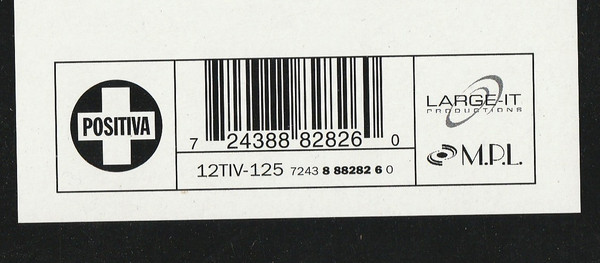 POSITIVA
7 24388 82826 0
12TIV-125 7243 8 88282 6 0
LARGE-IT
PRODUCTIONS
M.P.L.